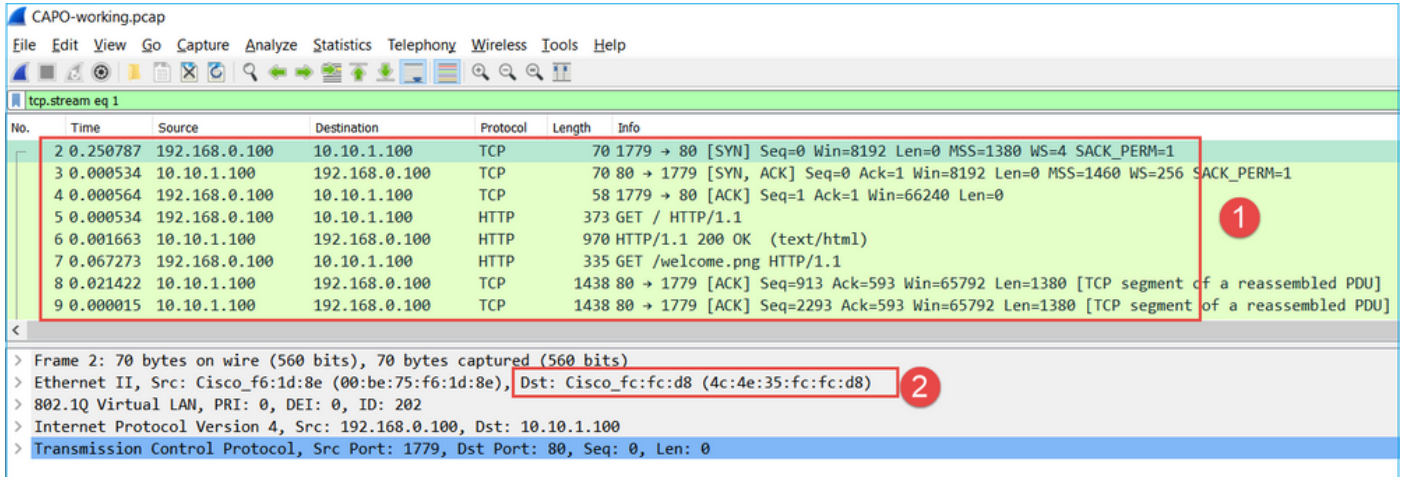 CAPO-working.pcap
File Edit View Go Capture Analyze Statistics Telephony Wireless Tools Help
tcp.stream eq 1
No. Time Source Destination Protocol Length Info
2 0.250787 192.168.0.100 10.10.1.100 TCP 70 1779 → 80 [SYN] Seq=0 Win=8192 Len=0 MSS=1380 WS=4 SACK_PERM=1
3 0.000534 10.10.1.100 192.168.0.100 TCP 70 80 → 1779 [SYN, ACK] Seq=0 Ack=1 Win=8192 Len=0 MSS=1460 WS=256 SACK_PERM=1
4 0.000564 192.168.0.100 10.10.1.100 TCP 58 1779 → 80 [ACK] Seq=1 Ack=1 Win=66240 Len=0
5 0.000534 192.168.0.100 10.10.1.100 HTTP 373 GET / HTTP/1.1
6 0.001663 10.10.1.100 192.168.0.100 HTTP 970 HTTP/1.1 200 OK (text/html)
7 0.067273 192.168.0.100 10.10.1.100 HTTP 335 GET /welcome.png HTTP/1.1
8 0.021422 10.10.1.100 192.168.0.100 TCP 1438 80 → 1779 [ACK] Seq=913 Ack=593 Win=65792 Len=1380 [TCP segment of a reassembled PDU]
9 0.000015 10.10.1.100 192.168.0.100 TCP 1438 80 → 1779 [ACK] Seq=2293 Ack=593 Win=65792 Len=1380 [TCP segment of a reassembled PDU]
1
> Frame 2: 70 bytes on wire (560 bits), 70 bytes captured (560 bits)
> Ethernet II, Src: Cisco_f6:1d:8e (00:be:75:f6:1d:8e), Dst: Cisco_fc:fc:d8 (4c:4e:35:fc:fc:d8)
2
> 802.1Q Virtual LAN, PRI: 0, DEI: 0, ID: 202
> Internet Protocol Version 4, Src: 192.168.0.100, Dst: 10.10.1.100
> Transmission Control Protocol, Src Port: 1779, Dst Port: 80, Seq: 0, Len: 0